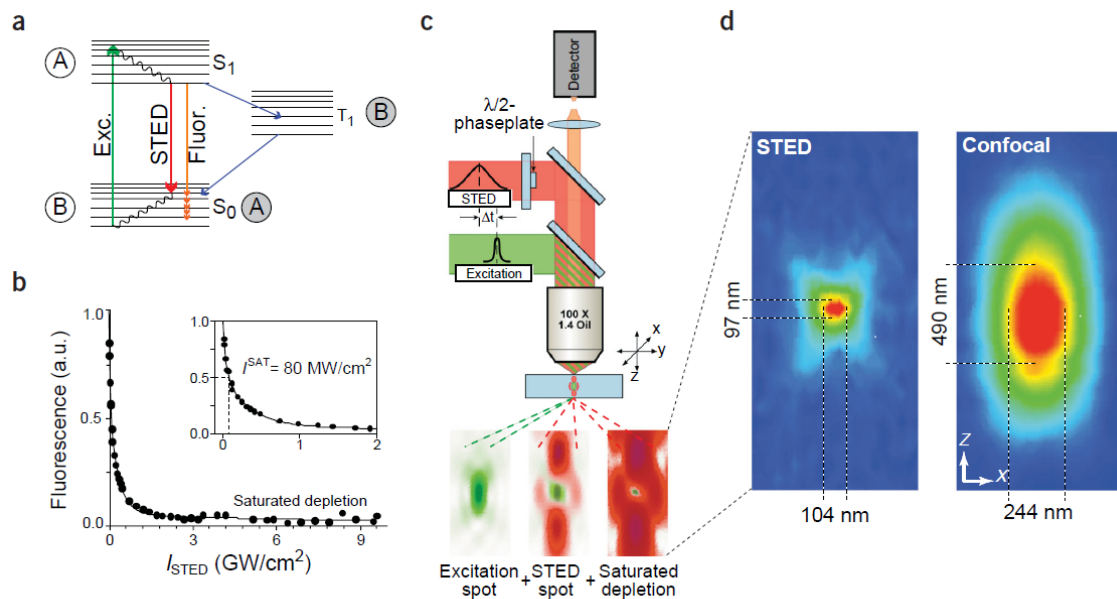 a
A
S1
Exc.
STED
Fluor.
T1
B
B
S0
A
b
Fluorescence (a.u.)
1.0
0.5
0.0
1.0
0.5
0.0
I^SAT = 80 MW/cm²
0
1
2
Saturated depletion
0
3
6
9
I_STED (GW/cm²)
c
Detector
λ/2-
phaseplate
STED
Δt
Excitation
100 X
1.4 Oil
x
y
z
Excitation
spot
+
STED
spot
+
Saturated
depletion
d
STED
97 nm
104 nm
Confocal
490 nm
z
x
244 nm